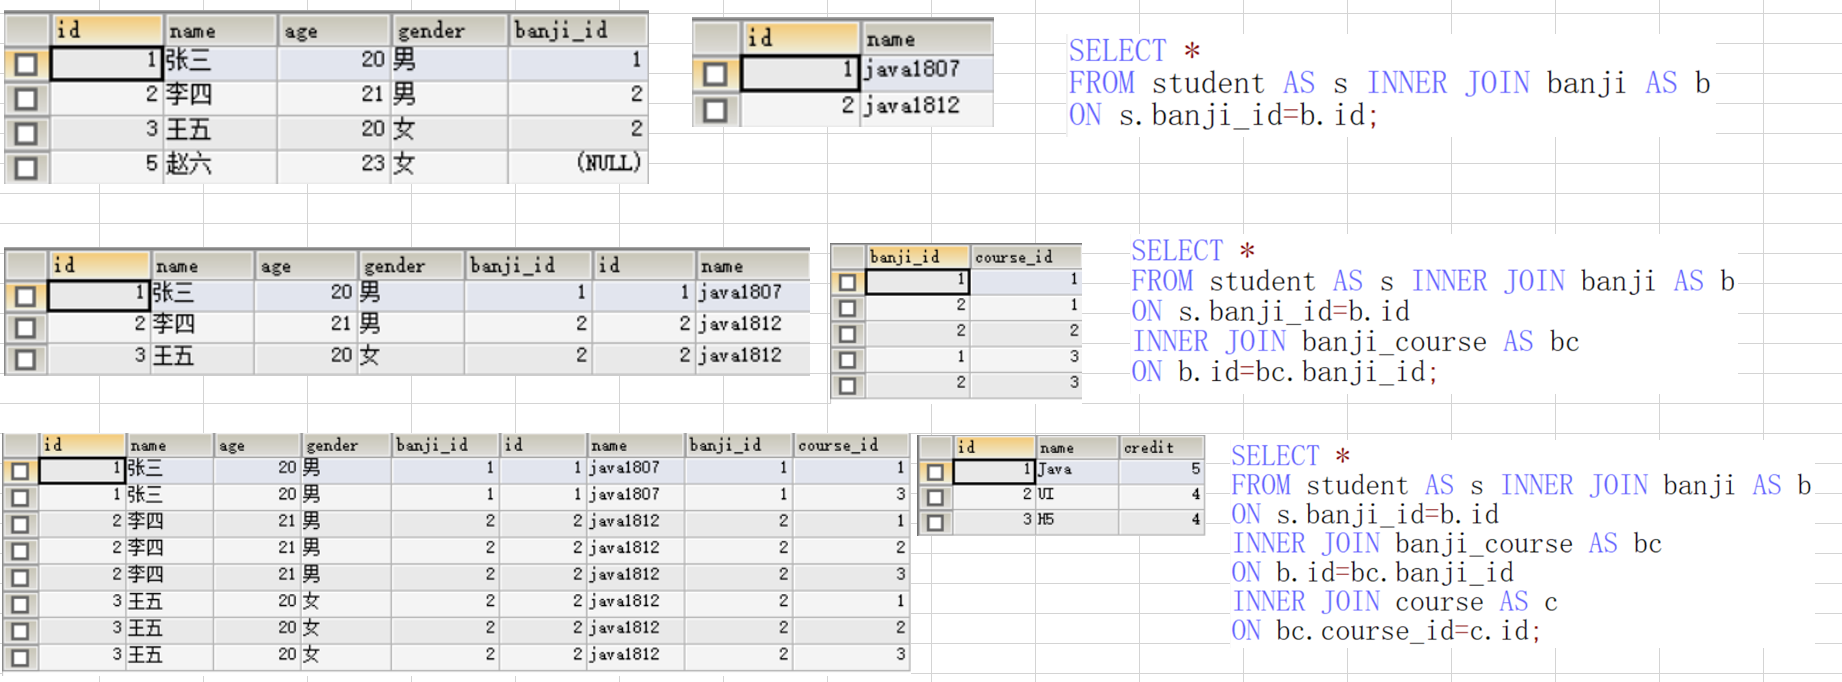 id name age gender banji_id
1 张三 20 男 1
2 李四 21 男 2
3 王五 20 女 2
5 赵六 23 女 (NULL)
id name
1 java1807
2 java1812
SELECT *
FROM student AS s INNER JOIN banji AS b
ON s.banji_id=b.id;
id name age gender banji_id id name
1 张三 20 男 1 1 java1807
2 李四 21 男 2 2 java1812
3 王五 20 女 2 2 java1812
banji_id course_id
1 1
2 1
2 2
1 3
2 3
SELECT *
FROM student AS s INNER JOIN banji AS b
ON s.banji_id=b.id
INNER JOIN banji_course AS bc
ON b.id=bc.banji_id;
id name age gender banji_id id name banji_id course_id
1 张三 20 男 1 1 java1807 1 1
1 张三 20 男 1 1 java1807 1 3
2 李四 21 男 2 2 java1812 2 1
2 李四 21 男 2 2 java1812 2 2
2 李四 21 男 2 2 java1812 2 3
3 王五 20 女 2 2 java1812 2 1
3 王五 20 女 2 2 java1812 2 2
3 王五 20 女 2 2 java1812 2 3
id name credit
1 Java 5
2 UI 4
3 H5 4
SELECT *
FROM student AS s INNER JOIN banji AS b
ON s.banji_id=b.id
INNER JOIN banji_course AS bc
ON b.id=bc.banji_id
INNER JOIN course AS c
ON bc.course_id=c.id;